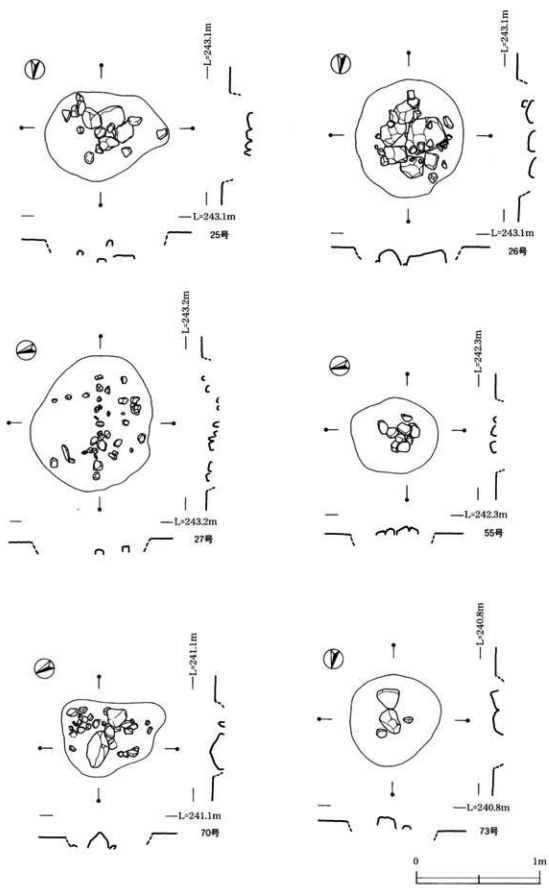 L=243.1m
L=243.1m
25号
L=243.1m
L=243.1m
26号
L=243.2m
L=243.2m
27号
L=242.3m
L=242.3m
55号
L=241.1m
L=241.1m
70号
L=240.8m
L=240.8m
73号
0 1m